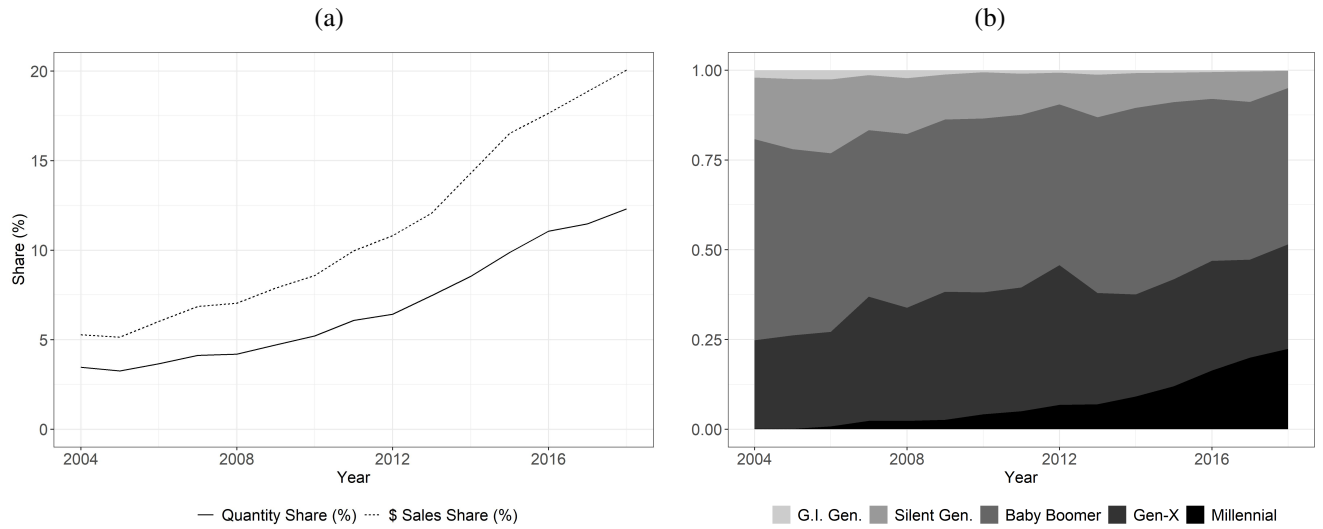 (a)
(b)
20
15
10
5
0
Share (%)
2004 2008 2012 2016
Year
Quantity Share (%) $ Sales Share (%)
1.00
0.75
0.50
0.25
0.00
2004 2008 2012 2016
Year
G.I. Gen. Silent Gen. Baby Boomer Gen-X Millennial